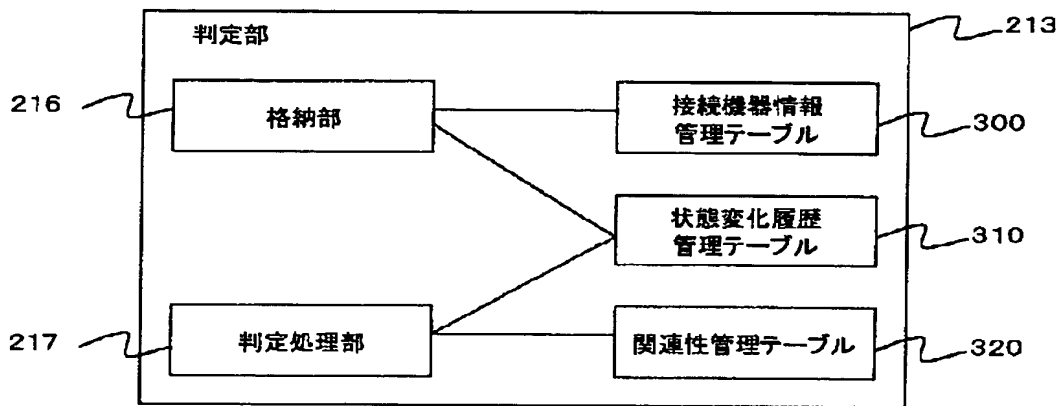 判定部
213
216
格納部
接続機器情報
管理テーブル
300
状態変化履歴
管理テーブル
310
217
判定処理部
関連性管理テーブル
320